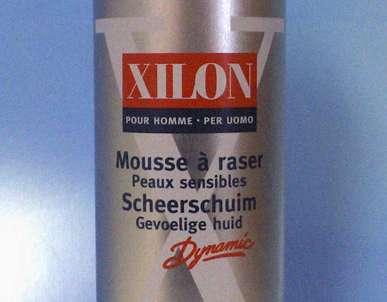 XILON
POUR HOMME · PER UOMO
Mousse à raser
Peaux sensibles
Scheerschuim
Gevoelige huid
Dynamic